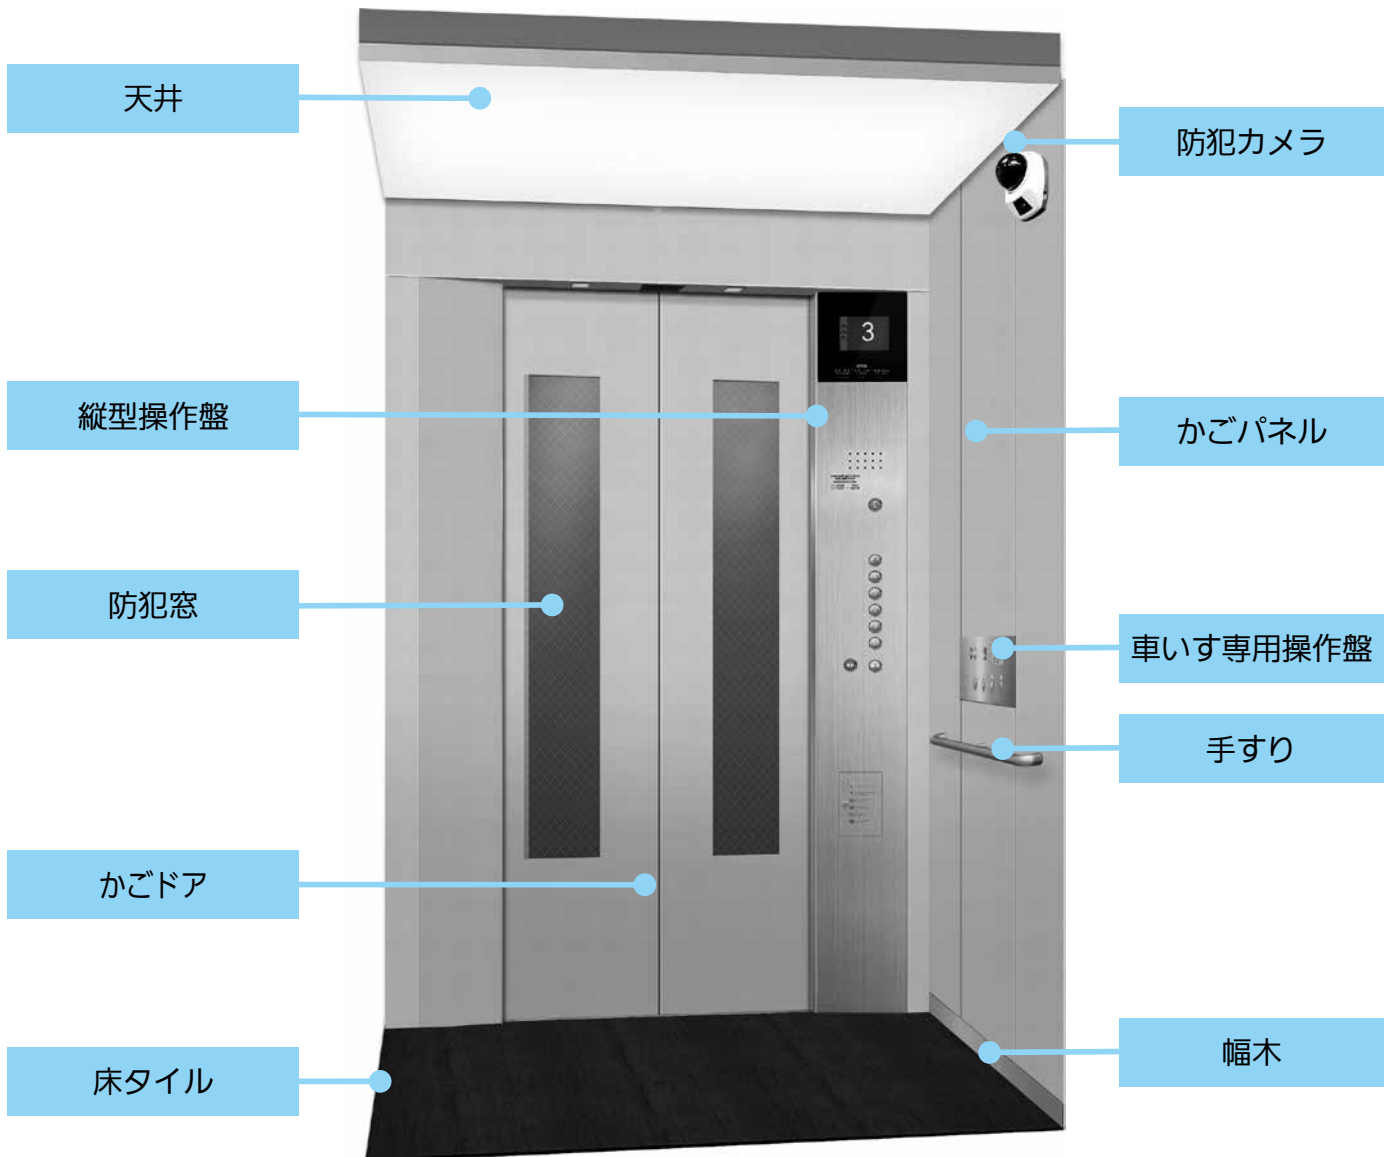 天井
防犯カメラ
3
縦型操作盤
かごパネル
防犯窓
車いす専用操作盤
手すり
かごドア
床タイル
幅木